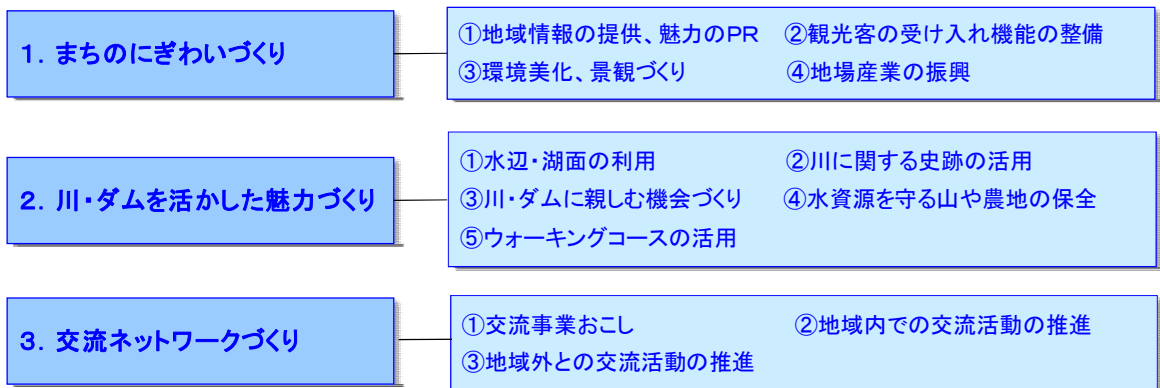 1．まちのにぎわいづくり
①地域情報の提供、魅力のPR ②観光客の受け入れ機能の整備
③環境美化、景観づくり ④地場産業の振興
2．川・ダムを活かした魅力づくり
①水辺・湖面の利用 ②川に関する史跡の活用
③川・ダムに親しむ機会づくり ④水資源を守る山や農地の保全
⑤ウォーキングコースの活用
3．交流ネットワークづくり
①交流事業おこし ②地域内での交流活動の推進
③地域外との交流活動の推進